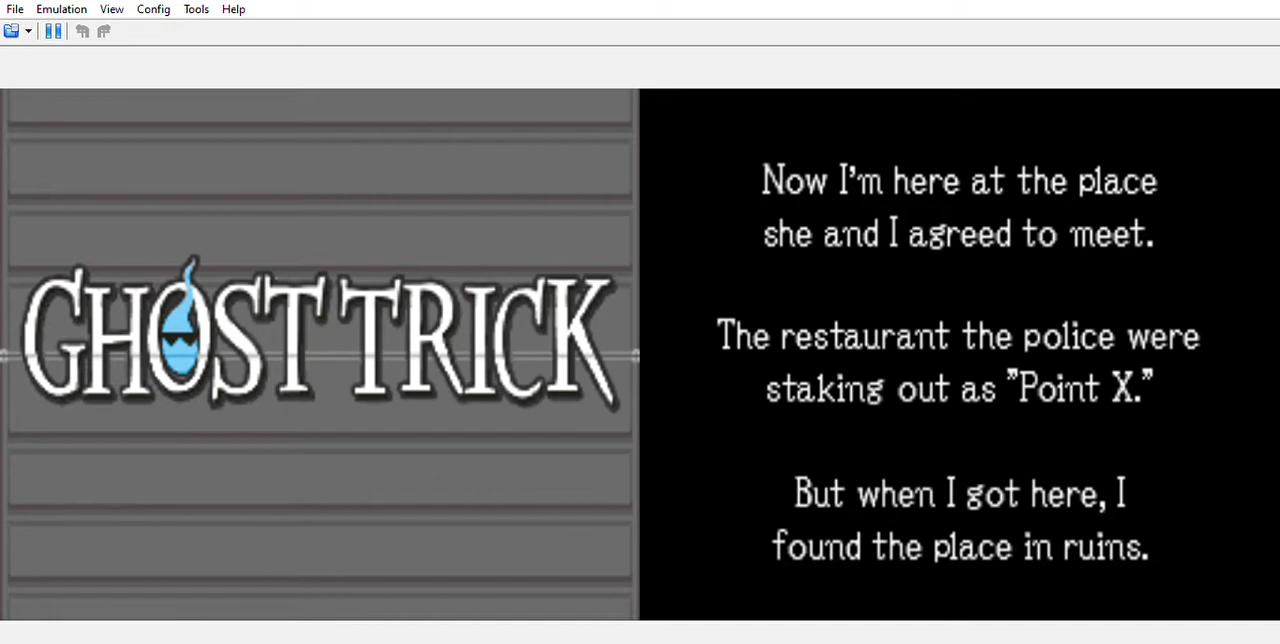 File Emulation View Config Tools Help
GHOST TRICK
Now I'm here at the place
she and I agreed to meet.
The restaurant the police were
staking out as "Point X."
But when I got here, I
found the place in ruins.